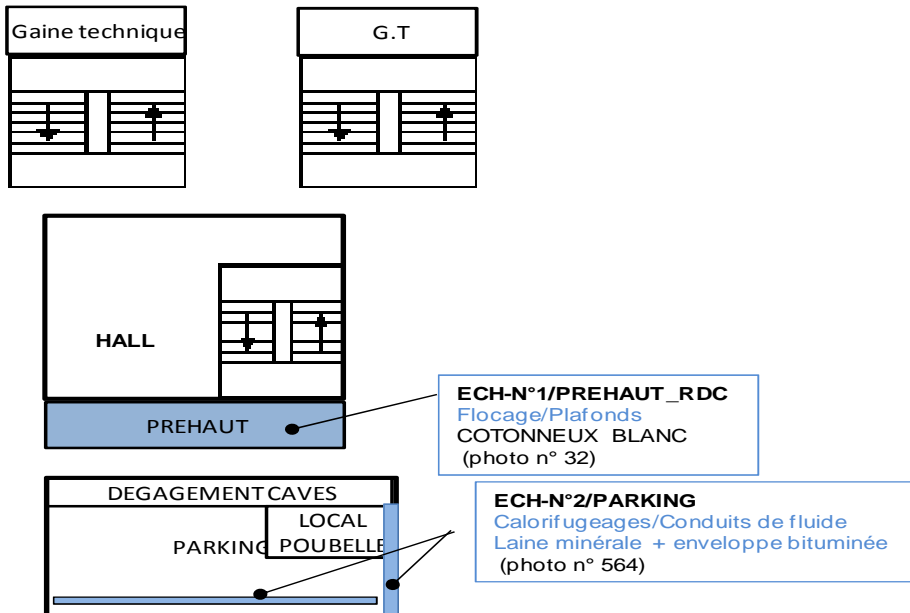 Gaine technique
G.T
HALL
PREHAUT
ECH-N°1/PREHAUT_RDC
Flocage/Plafonds
COTONNEUX BLANC
(photo n° 32)
DEGAGEMENT CAVES
LOCAL
POUBELLE
PARKING
ECH-N°2/PARKING
Calorifugeages/Conduits de fluide
Laine minérale + enveloppe bituminée
(photo n° 564)